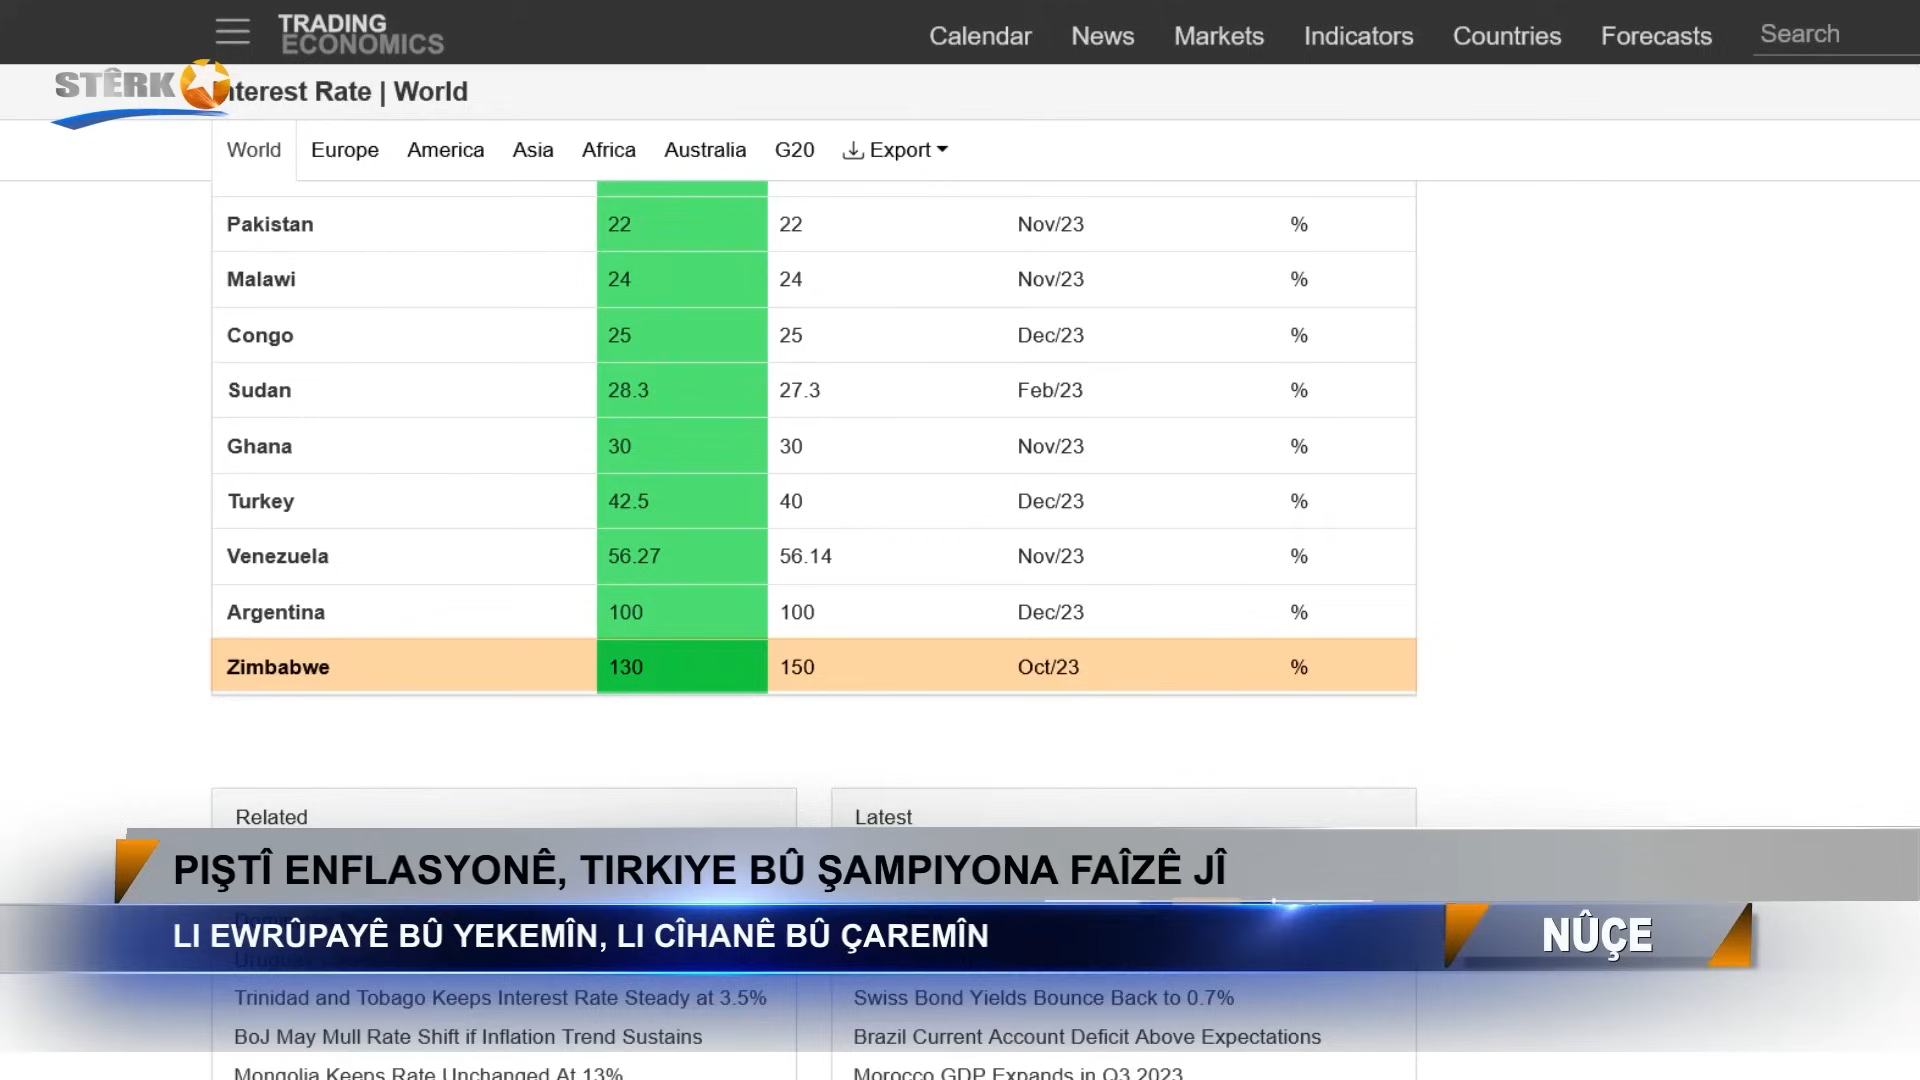 TRADING
ECONOMICS
Calendar News Markets Indicators Countries Forecasts Search
STÊRK
nterest Rate | World
World Europe America Asia Africa Australia G20 Export
Pakistan 22 22 Nov/23 %
Malawi 24 24 Nov/23 %
Congo 25 25 Dec/23 %
Sudan 28.3 27.3 Feb/23 %
Ghana 30 30 Nov/23 %
Turkey 42.5 40 Dec/23 %
Venezuela 56.27 56.14 Nov/23 %
Argentina 100 100 Dec/23 %
Zimbabwe 130 150 Oct/23 %
Related
Latest
PIŞTÎ ENFLASYONÊ, TIRKIYE BÛ ŞAMPIYONA FAÎZÊ JÎ
LI EWRÛPAYÊ BÛ YEKEMÎN, LI CÎHANÊ BÛ ÇAREMÎN
NÛÇE
Trinidad and Tobago Keeps Interest Rate Steady at 3.5%
BoJ May Mull Rate Shift if Inflation Trend Sustains
Mongolia Keeps Rate Unchanged At 13%
Swiss Bond Yields Bounce Back to 0.7%
Brazil Current Account Deficit Above Expectations
Morocco GDP Expands in Q3 2023